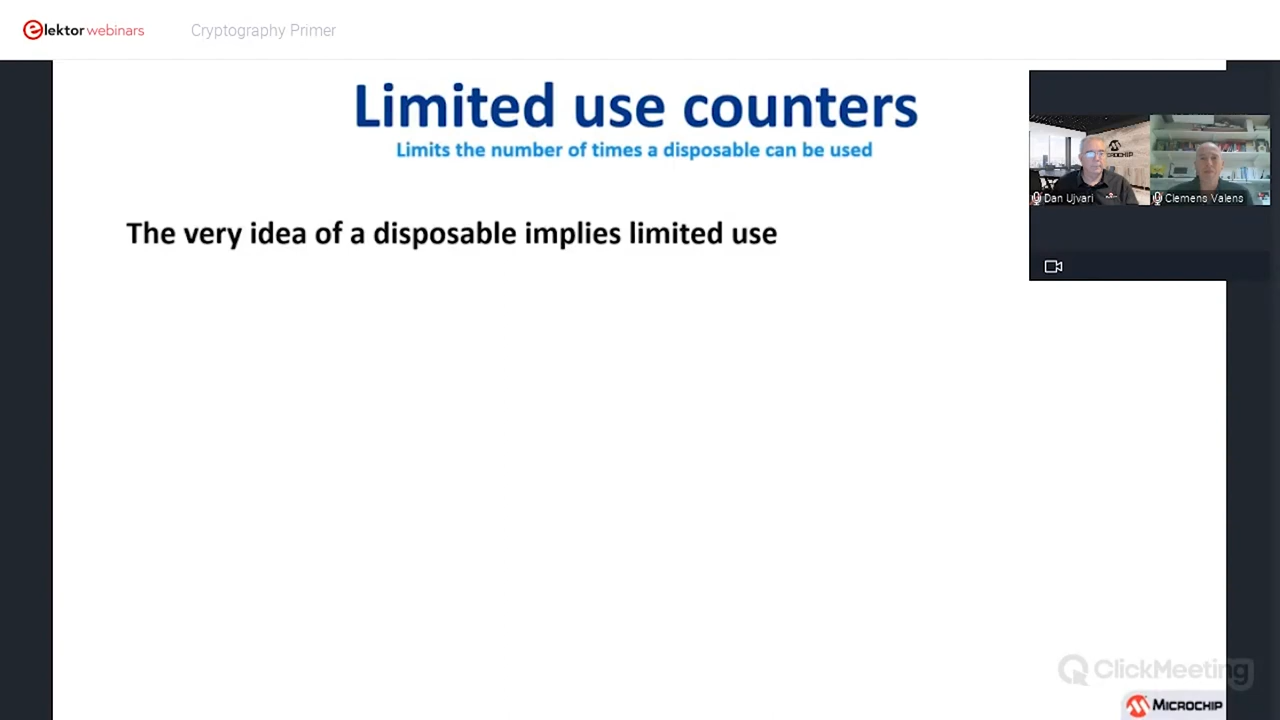 elektor webinars
Cryptography Primer
Limited use counters
Limits the number of times a disposable can be used
The very idea of a disposable implies limited use
MICROCHIP
Dan Ujvari
Clemens Valens
ClickMeeting
MICROCHIP